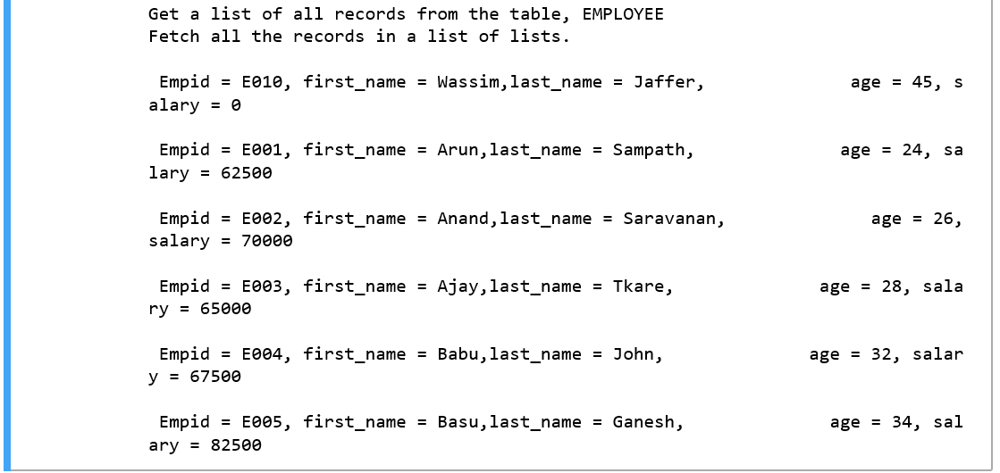 Get a list of all records from the table, EMPLOYEE
Fetch all the records in a list of lists.
Empid = E010, first_name = Wassim,last_name = Jaffer,              age = 45, s
alary = 0
Empid = E001, first_name = Arun,last_name = Sampath,              age = 24, sa
lary = 62500
Empid = E002, first_name = Anand,last_name = Saravanan,              age = 26,
salary = 70000
Empid = E003, first_name = Ajay,last_name = Tkare,              age = 28, sala
ry = 65000
Empid = E004, first_name = Babu,last_name = John,              age = 32, salar
y = 67500
Empid = E005, first_name = Basu,last_name = Ganesh,              age = 34, sal
ary = 82500